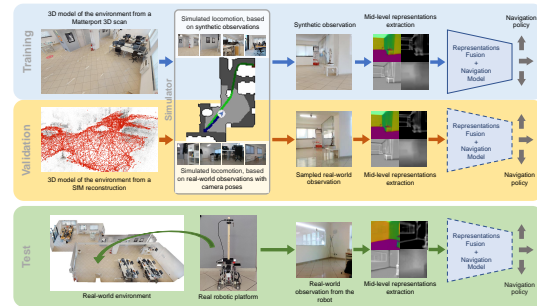 3D model of the environment from a
Matterport 3D scan
Simulated locomotion, based
on synthetic observations
Synthetic observation
Mid-level representations
extraction
Navigation
policy
Training
Simulator
Representations
Fusion
+
Navigation
Model
Validation
3D model of the environment from a
SfM reconstruction
Simulated locomotion, based
on real-world observations with
camera poses
Sampled real-world
observation
Mid-level representations
extraction
Representations
Fusion
+
Navigation
Model
Navigation
policy
Test
Real-world environment
Real robotic platform
Real-world
observation from the
robot
Mid-level representations
extraction
Representations
Fusion
+
Navigation
Model
Navigation
policy